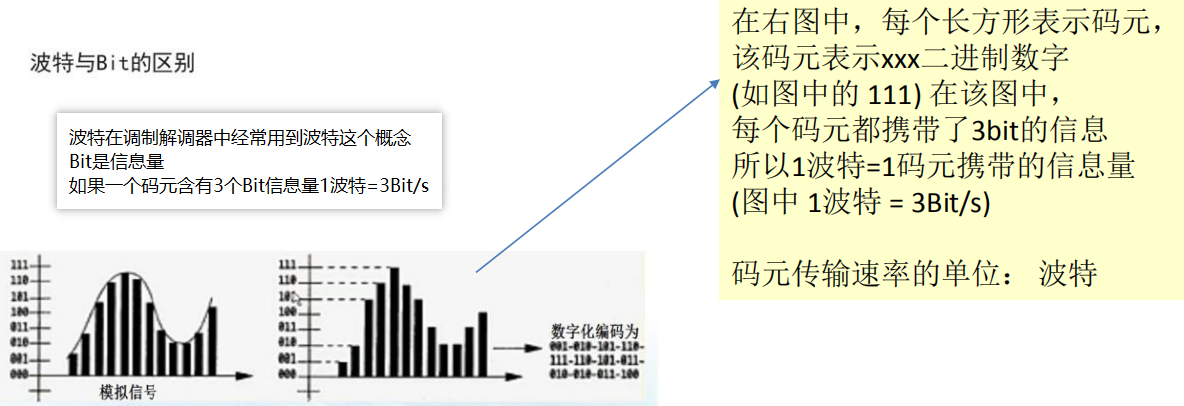 波特与Bit的区别
波特在调制解调器中经常用到波特这个概念
Bit是信息量
如果一个码元含有3个Bit信息量1波特=3Bit/s
在右图中，每个长方形表示码元，
该码元表示xxx二进制数字
(如图中的 111) 在该图中，
每个码元都携带了3bit的信息
所以1波特=1码元携带的信息量
(图中 1波特 = 3Bit/s)
码元传输速率的单位： 波特
111
110
101
100
011
010
001
000
模拟信号
111
110
101
100
011
010
001
000
数字化编码为
001-010-101-110-
111-110-101-011-
010-010-011-100